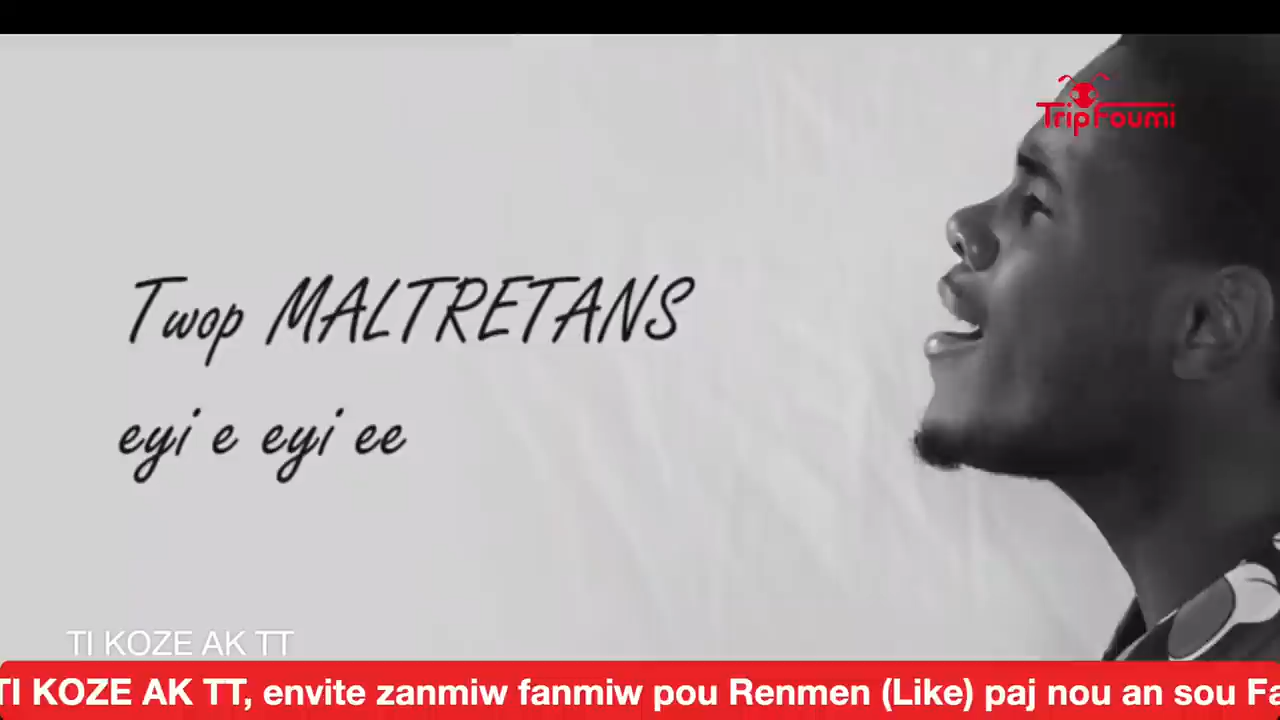 TripFoumi
Twop MALTRETANS
eyi e eyi ee
TI KOZE AK TT
TI KOZE AK TT, envite zanmiw fanmiw pou Renmen (Like) paj nou an sou Fa